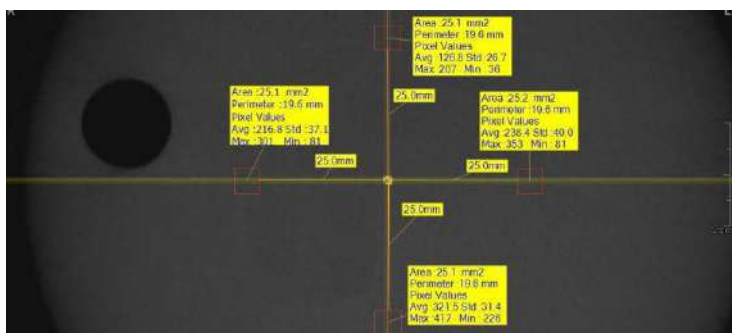 Area :25.1 mm2
Perimeter :19.6 mm
Pixel Values
Avg :126.8 Std :26.7
Max :207 Min : 36
25.0mm
Area :25.1 mm2
Perimeter :19.6 mm
Pixel Values
Avg :216.8 Std :37.1
Max :301 Min : 81
Area :25.2 mm2
Perimeter :19.6 mm
Pixel Values
Avg :238.4 Std :40.0
Max :353 Min : 81
25.0mm
25.0mm
25.0mm
Area :25.1 mm2
Perimeter :19.6 mm
Pixel Values
Avg :321.5 Std :31.4
Max :417 Min : 226